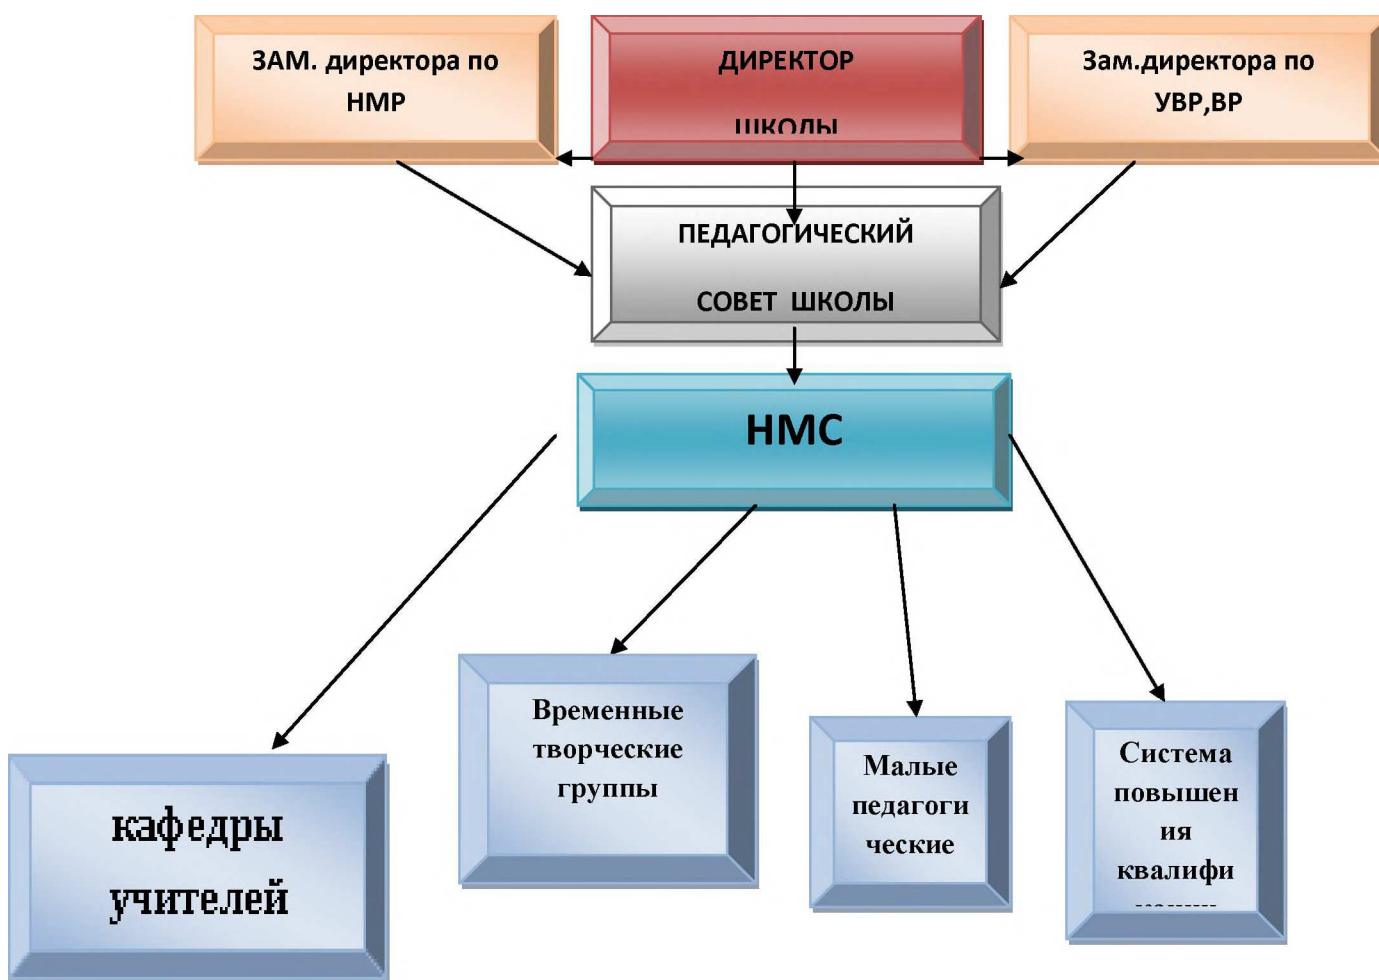 ЗАМ. директора по
НМР
ДИРЕКТОР
ШКОЛЫ
Зам.директора по
УВР,ВР
ПЕДАГОГИЧЕСКИЙ
СОВЕТ ШКОЛЫ
НМС
кафедры
учителей
Временные
творческие
группы
Малые
педагоги
ческие
Система
повышен
ия
квалифи